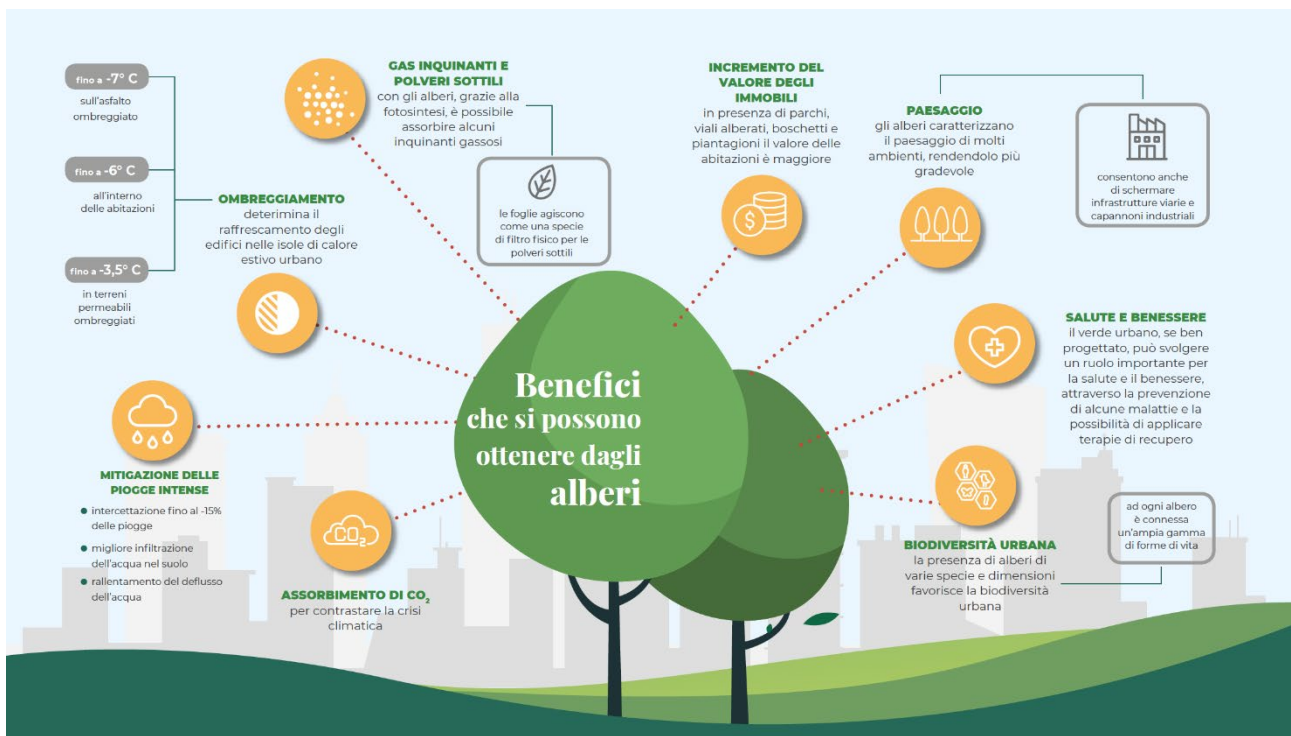 fino a -7° C
sull'asfalto
ombreggiato
fino a -6° C
all'interno
delle abitazioni
fino a -3,5° C
in terreni
permeabili
ombreggiati
OMBREGGIAMENTO
determina il
raffrescamento degli
edifici nelle isole di calore
estivo urbano
GAS INQUINANTI E
POLVERI SOTTILI
con gli alberi, grazie alla
fotosintesi, è possibile
assorbire alcuni
inquinanti gassosi
le foglie agiscono
come una specie
di filtro fisico per le
polveri sottili
INCREMENTO DEL
VALORE DEGLI
IMMOBILI
in presenza di parchi,
viali alberati, boschetti e
piantagioni il valore delle
abitazioni è maggiore
$
PAESAGGIO
gli alberi caratterizzano
il paesaggio di molti
ambienti, rendendolo più
gradevole
consentono anche
di schermare
infrastrutture viarie e
capannoni industriali
SALUTE E BENESSERE
il verde urbano, se ben
progettato, può svolgere
un ruolo importante per
la salute e il benessere,
attraverso la prevenzione
di alcune malattie e la
possibilità di applicare
terapie di recupero
Benefici
che si possono
ottenere dagli
alberi
MITIGAZIONE DELLE
PIOGGE INTENSE
• intercettazione fino al -15%
delle piogge
• migliore infiltrazione
dell'acqua nel suolo
• rallentamento del deflusso
dell'acqua
CO₂
ASSORBIMENTO DI CO₂
per contrastare la crisi
climatica
BIODIVERSITÀ URBANA
la presenza di alberi di
varie specie e dimensioni
favorisce la biodiversità
urbana
ad ogni albero
è connessa
un'ampia gamma
di forme di vita